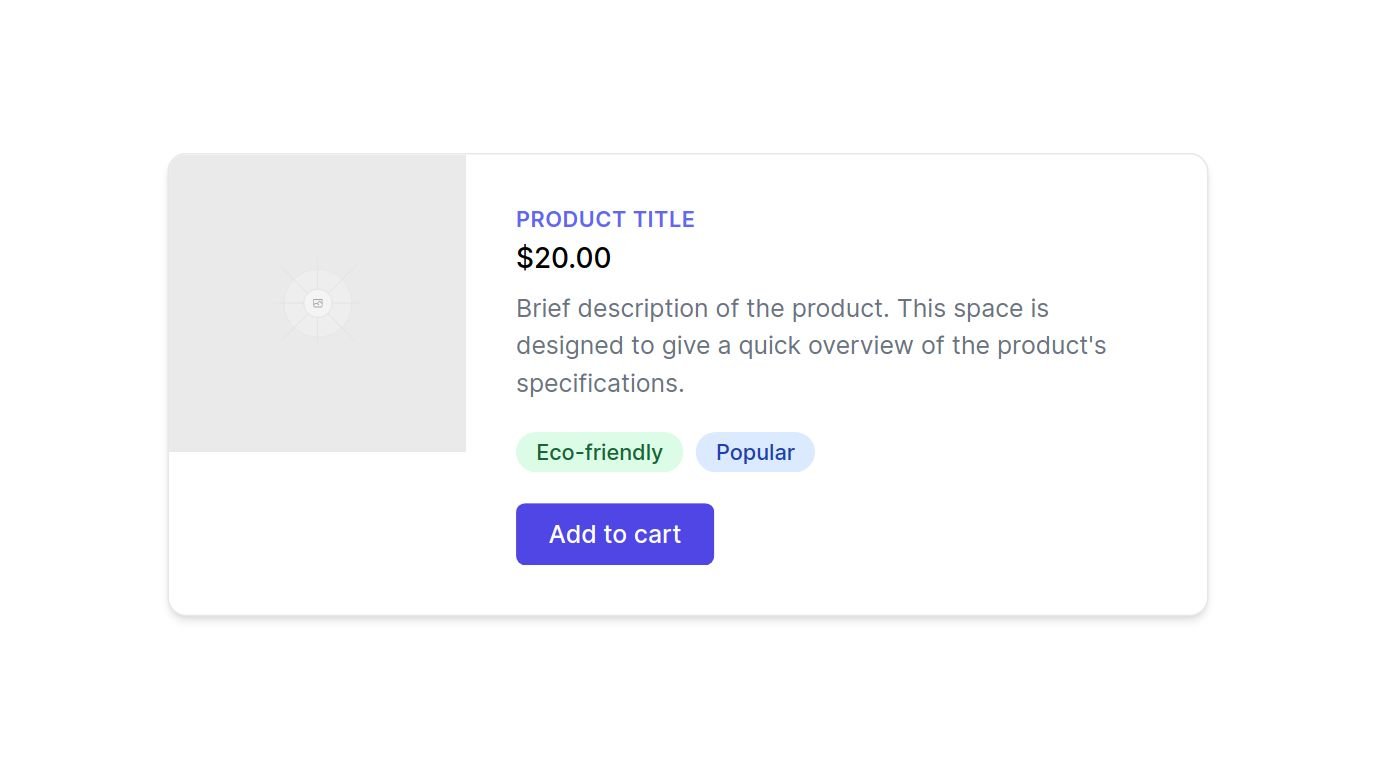 PRODUCT TITLE
$20.00
Brief description of the product. This space is
designed to give a quick overview of the product's
specifications.
Eco-friendly Popular
Add to cart